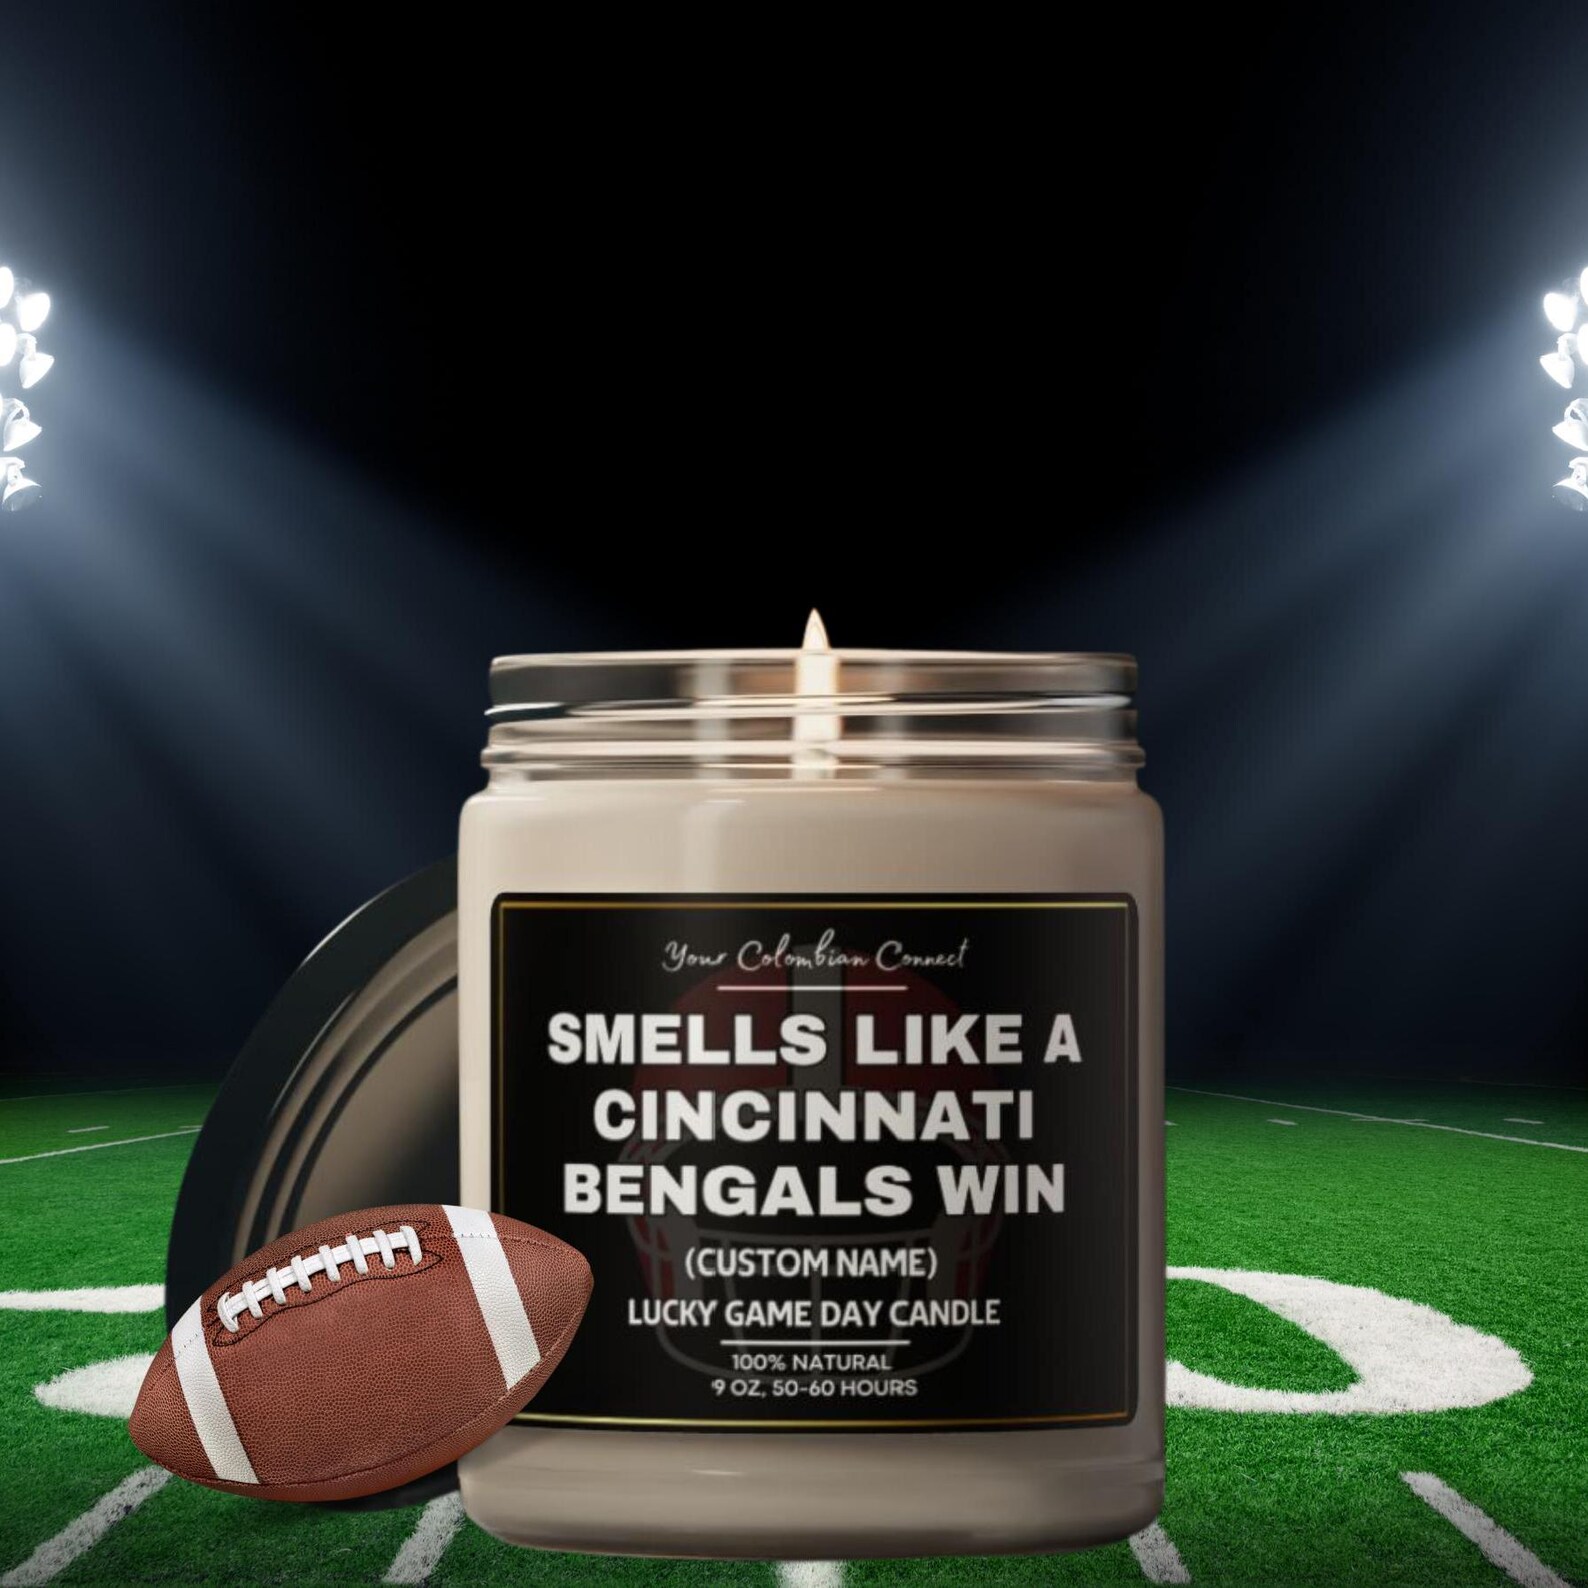 Your Colombian Connect
SMELLS LIKE A
CINCINNATI
BENGALS WIN
(CUSTOM NAME)
LUCKY GAME DAY CANDLE
100% NATURAL
9 OZ, 50-60 HOURS